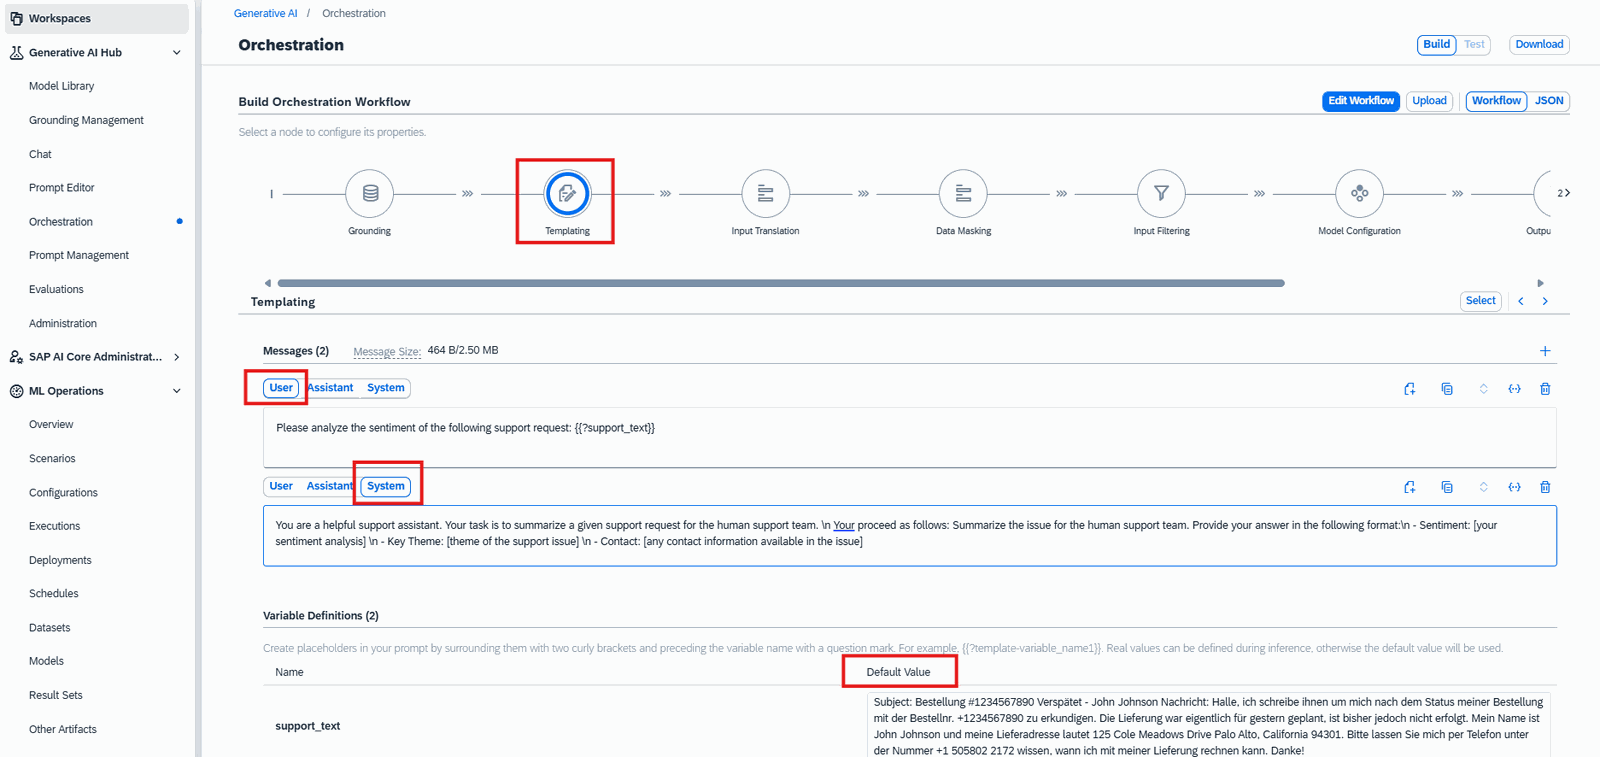 Workspaces
Generative AI Hub
Model Library
Grounding Management
Chat
Prompt Editor
Orchestration
Prompt Management
Evaluations
Administration
SAP AI Core Administrat...
ML Operations
Overview
Scenarios
Configurations
Executions
Deployments
Schedules
Datasets
Models
Result Sets
Other Artifacts
Generative AI / Orchestration
Orchestration
Build Test Download
Build Orchestration Workflow
Edit Workflow Upload Workflow JSON
Select a node to configure its properties.
2
Grounding Templating Input Translation Data Masking Input Filtering Model Configuration Outpu
Templating
Select
Messages (2) Message Size: 464 B/2.50 MB
User Assistant System
Please analyze the sentiment of the following support request: {{?support_text}}
User Assistant System
You are a helpful support assistant. Your task is to summarize a given support request for the human support team. \n Your proceed as follows: Summarize the issue for the human support team. Provide your answer in the following format:\n - Sentiment: [your
sentiment analysis] \n - Key Theme: [theme of the support issue] \n - Contact: [any contact information available in the issue]
Variable Definitions (2)
Create placeholders in your prompt by surrounding them with two curly brackets and preceding the variable name with a question mark. For example, {{?template-variable_name1}}. Real values can be defined during inference, otherwise the default value will be used.
Name Default Value
support_text
Subject: Bestellung #1234567890 Verspätet - John Johnson Nachricht: Halle, ich schreibe ihnen um mich nach dem Status meiner Bestellung
mit der Bestellnr. +1234567890 zu erkundigen. Die Lieferung war eigentlich für gestern geplant, ist bisher jedoch nicht erfolgt. Mein Name ist
John Johnson und meine Lieferadresse lautet 125 Cole Meadows Drive Palo Alto, California 94301. Bitte lassen Sie mich per Telefon unter
der Nummer +1 505802 2172 wissen, wann ich mit meiner Lieferung rechnen kann. Danke!